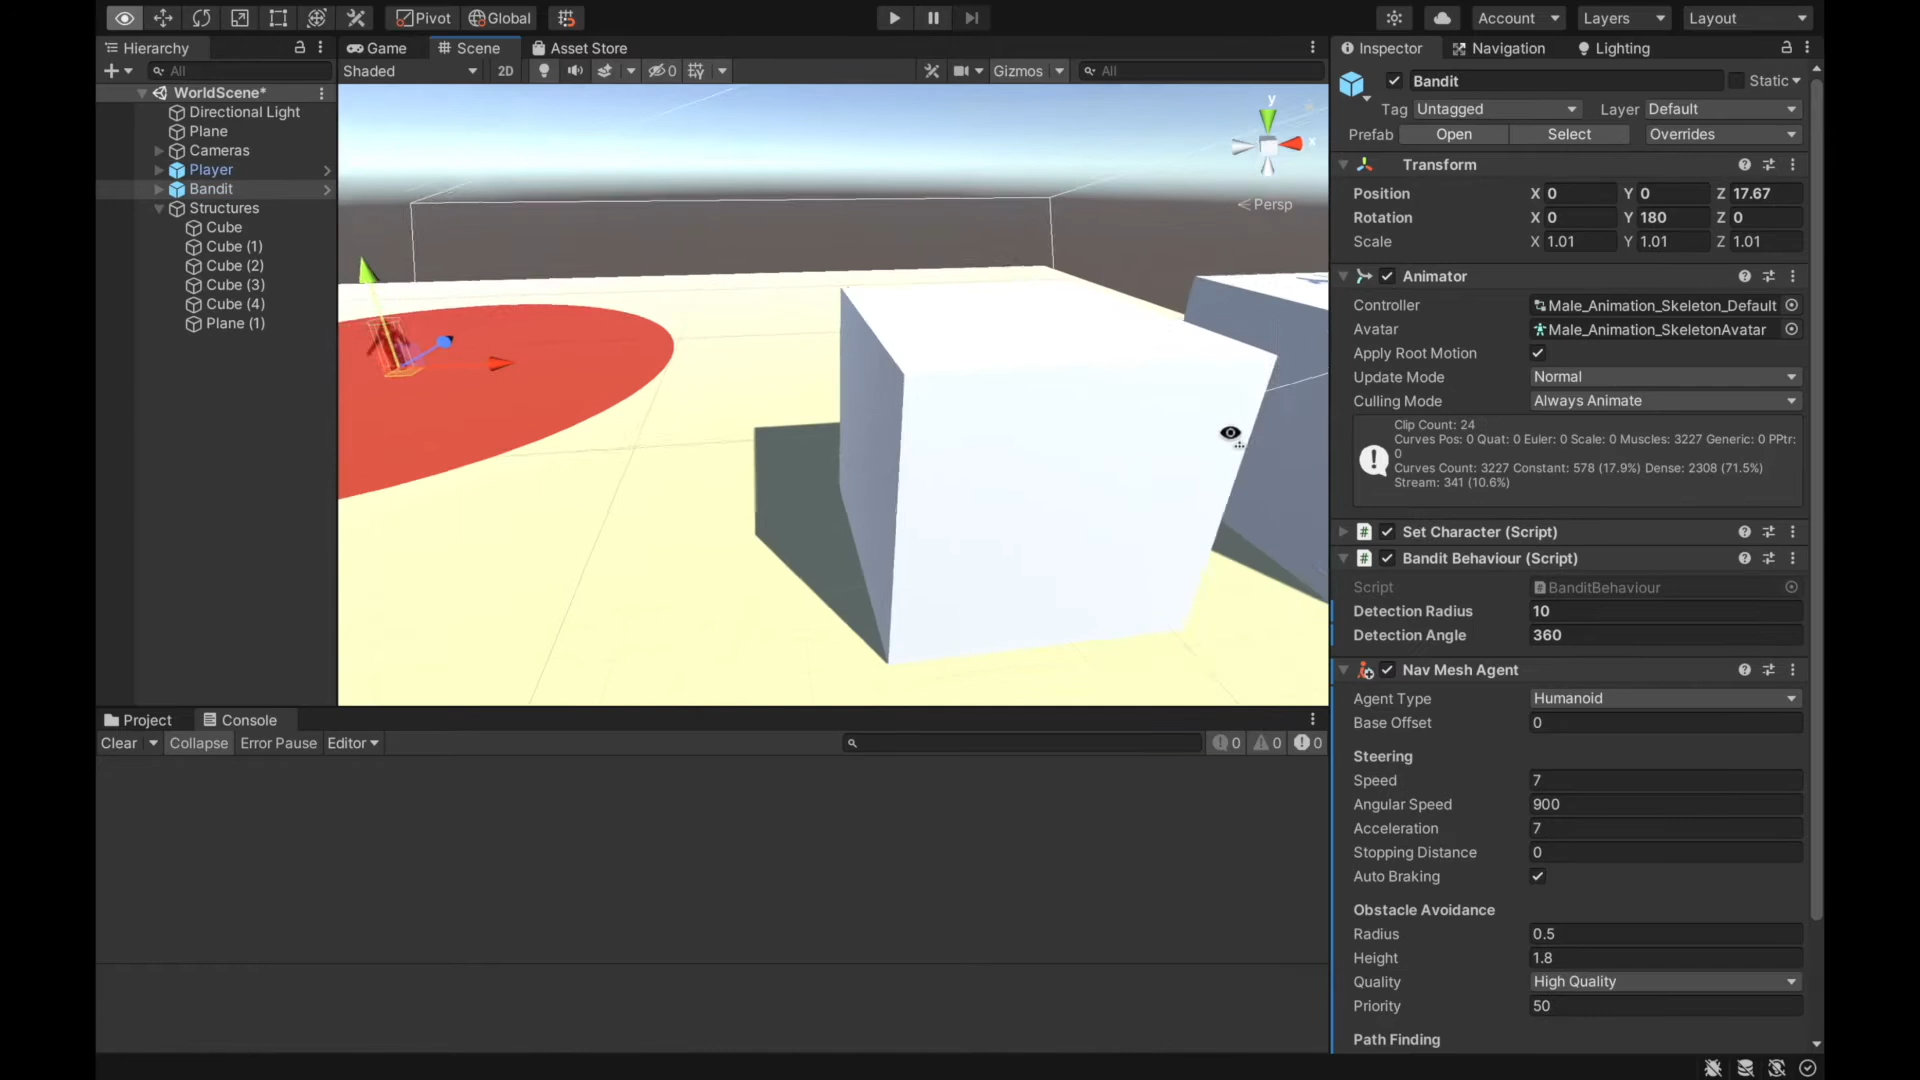 Pivot Global Account Layers Layout
Hierarchy Game Scene Asset Store Inspector Navigation Lighting
All Shaded 2D 0 Gizmos All
WorldScene*
Directional Light
Plane
Cameras
Player
Bandit
Structures
Cube
Cube (1)
Cube (2)
Cube (3)
Cube (4)
Plane (1)
y
x
Persp
Bandit Static
Tag Untagged Layer Default
Prefab Open Select Overrides
Transform
Position X 0 Y 0 Z 17.67
Rotation X 0 Y 180 Z 0
Scale X 1.01 Y 1.01 Z 1.01
Animator
Controller Male_Animation_Skeleton_Default
Avatar Male_Animation_SkeletonAvatar
Apply Root Motion
Update Mode Normal
Culling Mode Always Animate
Clip Count: 24
Curves Pos: 0 Quat: 0 Euler: 0 Scale: 0 Muscles: 3227 Generic: 0 PPtr:
0
Curves Count: 3227 Constant: 578 (17.9%) Dense: 2308 (71.5%)
Stream: 341 (10.6%)
# Set Character (Script)
# Bandit Behaviour (Script)
Script BanditBehaviour
Detection Radius 10
Detection Angle 360
Nav Mesh Agent
Agent Type Humanoid
Base Offset 0
Steering
Speed 7
Angular Speed 900
Acceleration 7
Stopping Distance 0
Auto Braking
Obstacle Avoidance
Radius 0.5
Height 1.8
Quality High Quality
Priority 50
Path Finding
Project Console
Clear Collapse Error Pause Editor 0 0 0